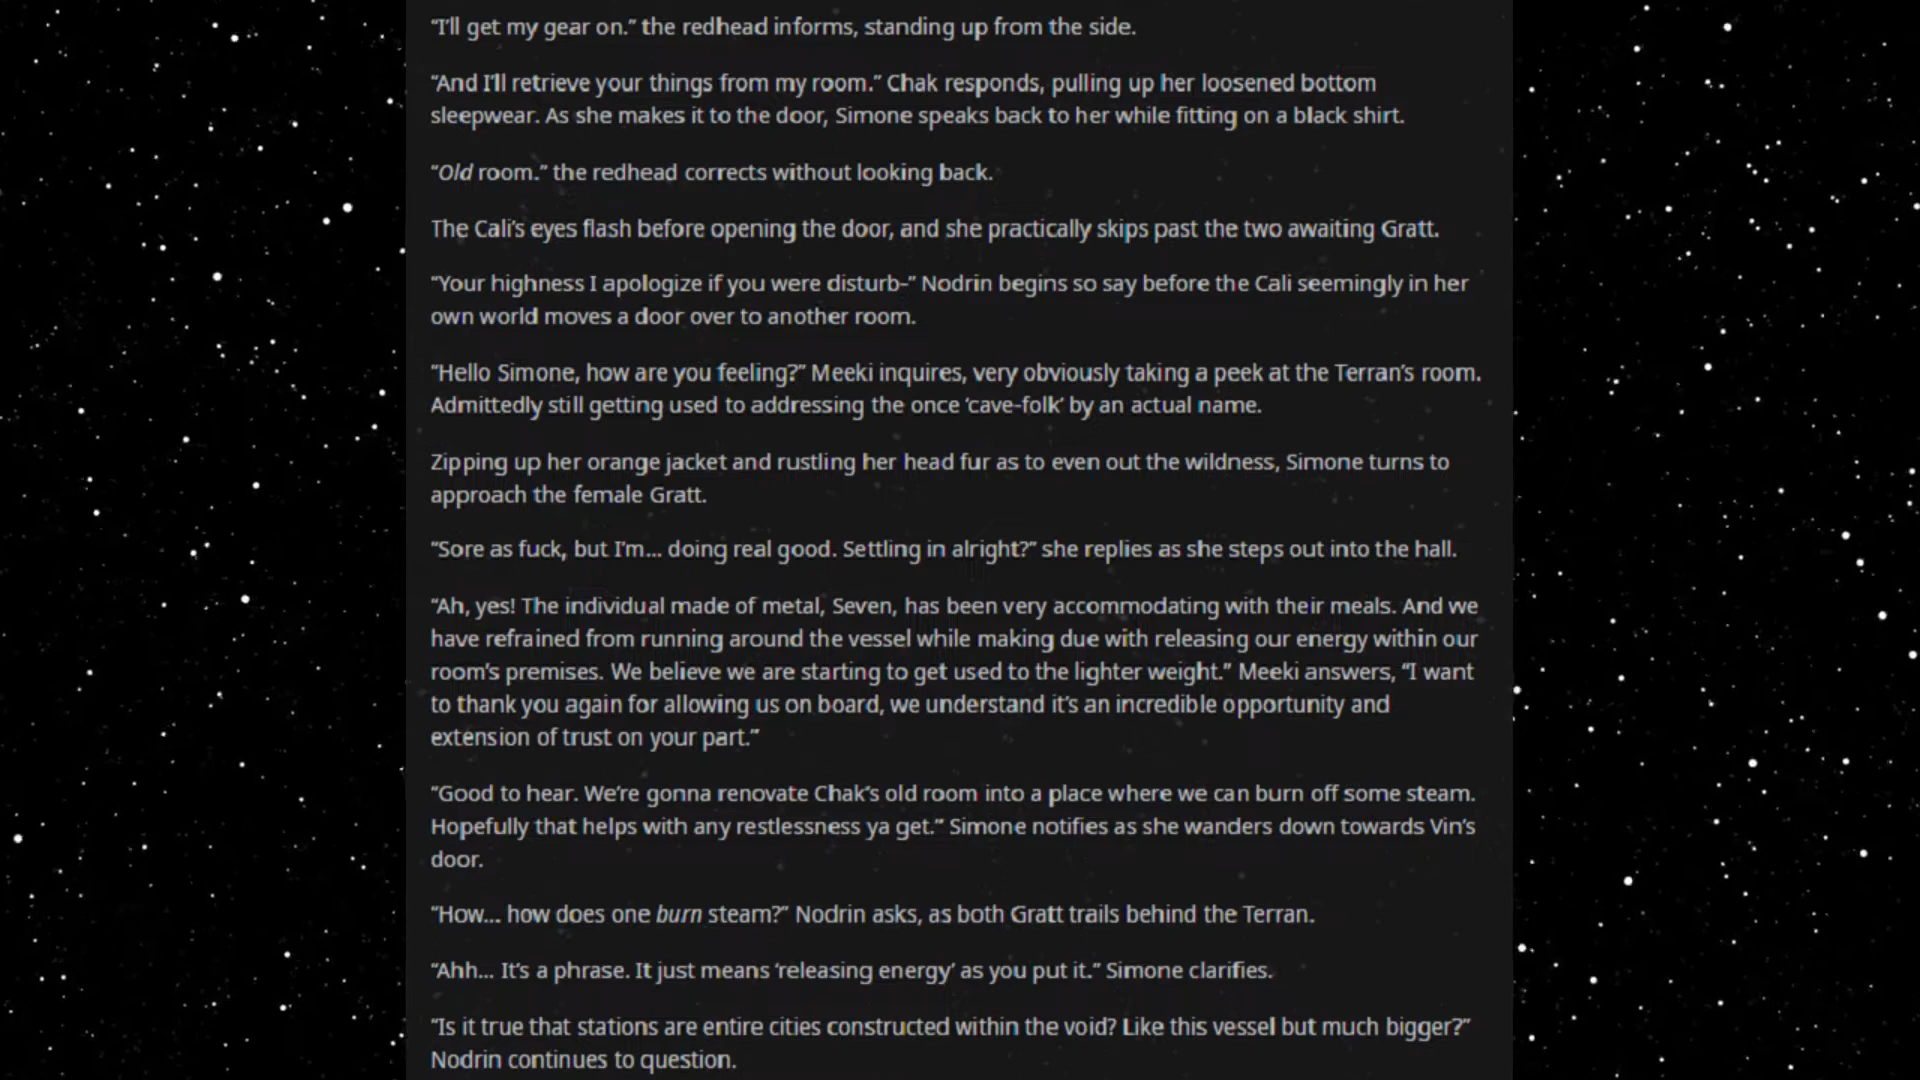 “I’ll get my gear on.” the redhead informs, standing up from the side.
“And I’ll retrieve your things from my room.” Chak responds, pulling up her loosened bottom
sleepwear. As she makes it to the door, Simone speaks back to her while fitting on a black shirt.
“Old room.” the redhead corrects without looking back.
The Cali’s eyes flash before opening the door, and she practically skips past the two awaiting Gratt.
“Your highness I apologize if you were disturb-” Nodrin begins so say before the Cali seemingly in her
own world moves a door over to another room.
“Hello Simone, how are you feeling?” Meeki inquires, very obviously taking a peek at the Terran’s room.
Admittedly still getting used to addressing the once ‘cave-folk’ by an actual name.
Zipping up her orange jacket and rustling her head fur as to even out the wildness, Simone turns to
approach the female Gratt.
“Sore as fuck, but I’m… doing real good. Settling in alright?” she replies as she steps out into the hall.
“Ah, yes! The individual made of metal, Seven, has been very accommodating with their meals. And we
have refrained from running around the vessel while making due with releasing our energy within our
room’s premises. We believe we are starting to get used to the lighter weight.” Meeki answers, “I want
to thank you again for allowing us on board, we understand it’s an incredible opportunity and
extension of trust on your part.”
“Good to hear. We’re gonna renovate Chak’s old room into a place where we can burn off some steam.
Hopefully that helps with any restlessness ya get.” Simone notifies as she wanders down towards Vin’s
door.
“How… how does one burn steam?” Nodrin asks, as both Gratt trails behind the Terran.
“Ahh… It’s a phrase. It just means ‘releasing energy’ as you put it.” Simone clarifies.
“Is it true that stations are entire cities constructed within the void? Like this vessel but much bigger?”
Nodrin continues to question.